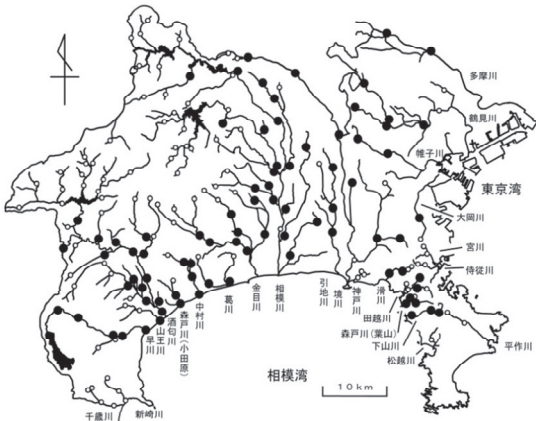 多摩川
鶴見川
帷子川
東京湾
大岡川
宮川
侍従川
平作川
松越川
下山川
森戸川(葉山)
田越川
滑川
神戸川
境川
引地川
相模川
金目川
葛川
中村川
森戸川(小田原)
酒匂川
山王川
早川
新崎川
千歳川
相模湾
10km